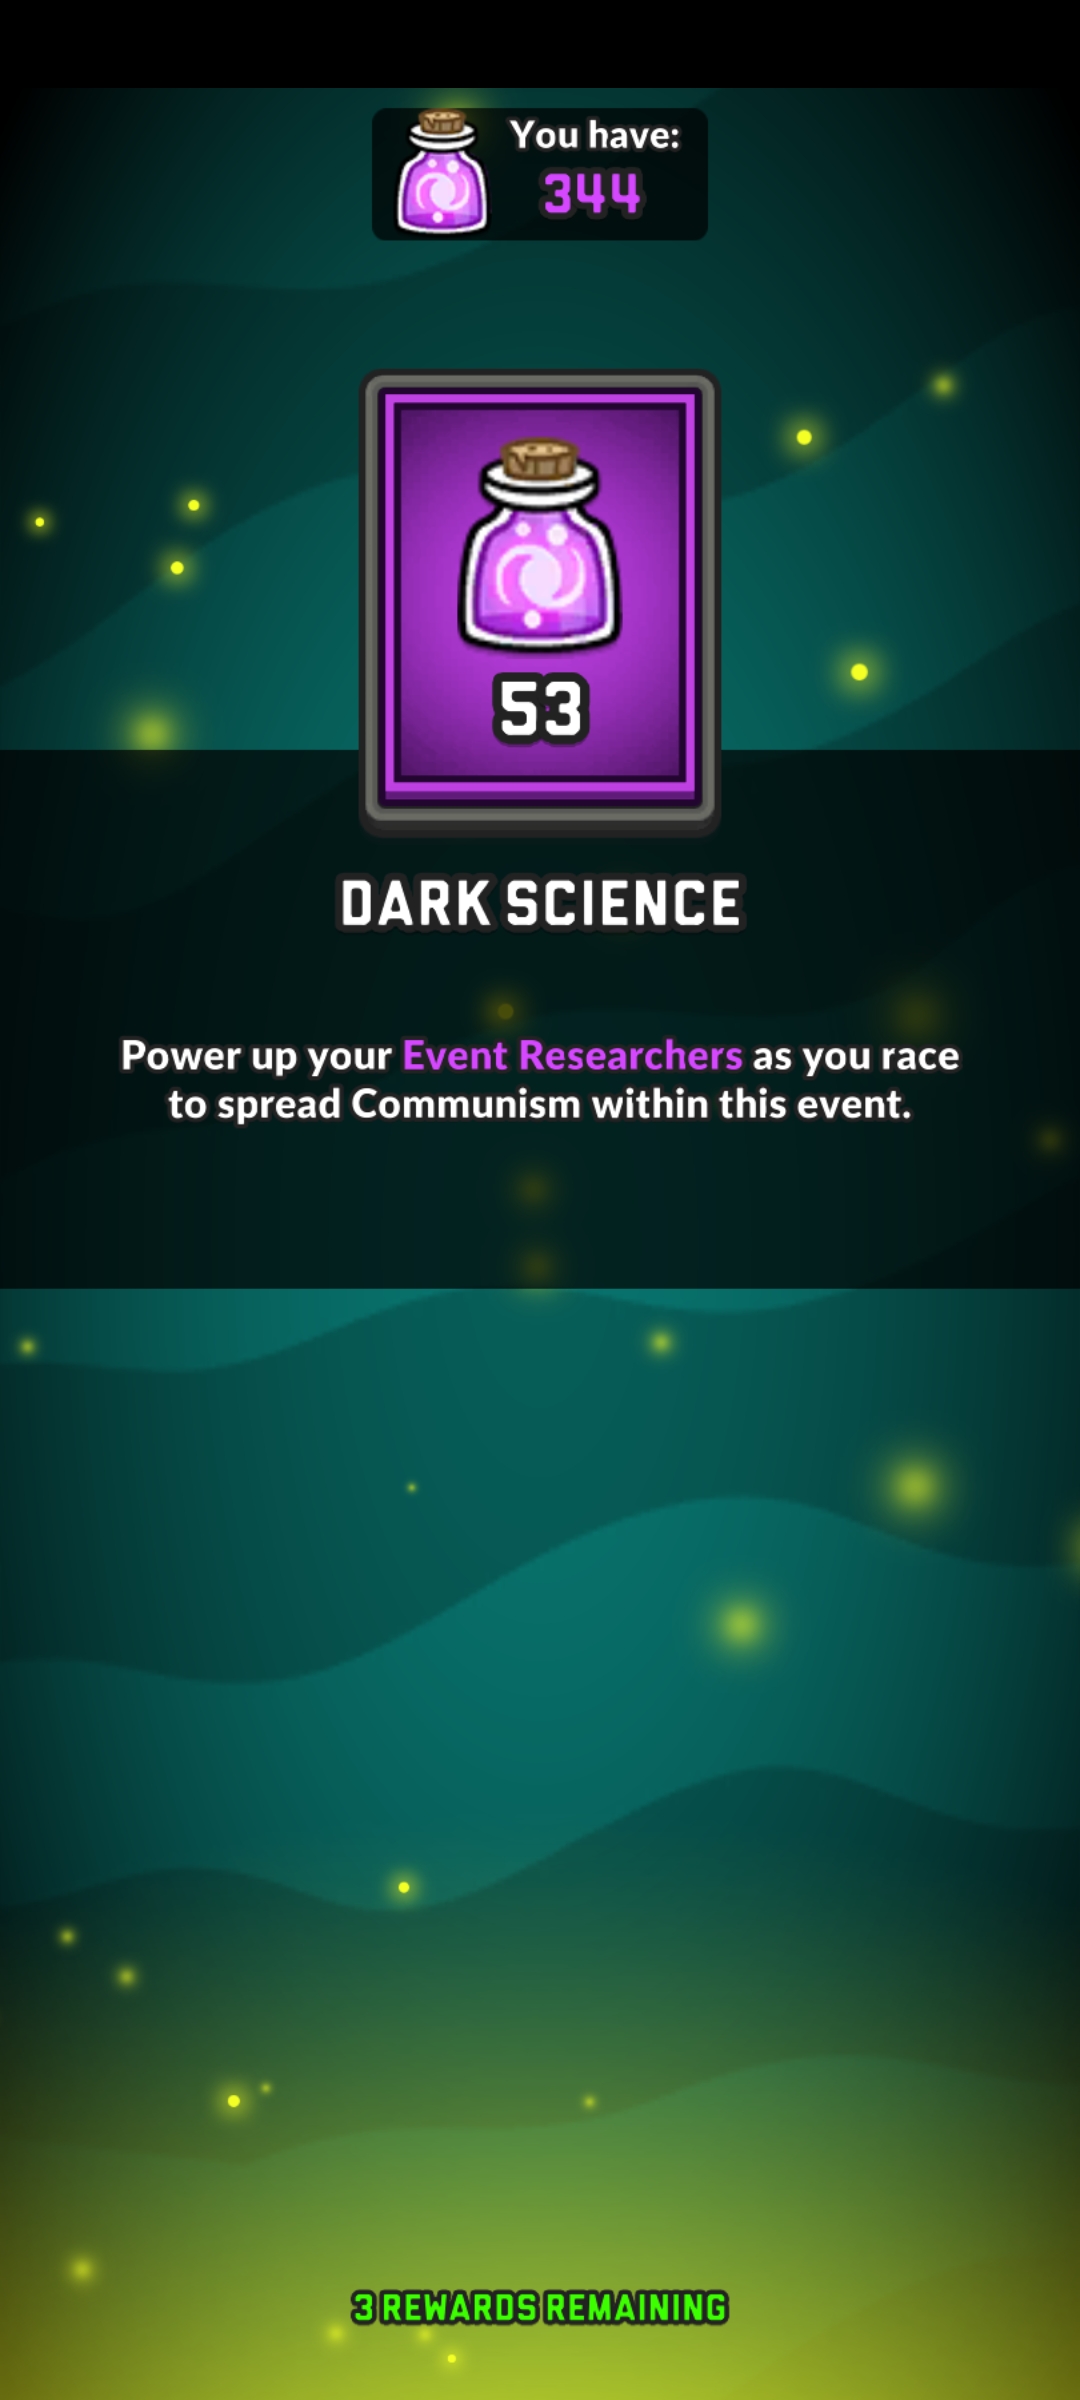 You have:
344
53
DARK SCIENCE
Power up your Event Researchers as you race
to spread Communism within this event.
3 REWARDS REMAINING